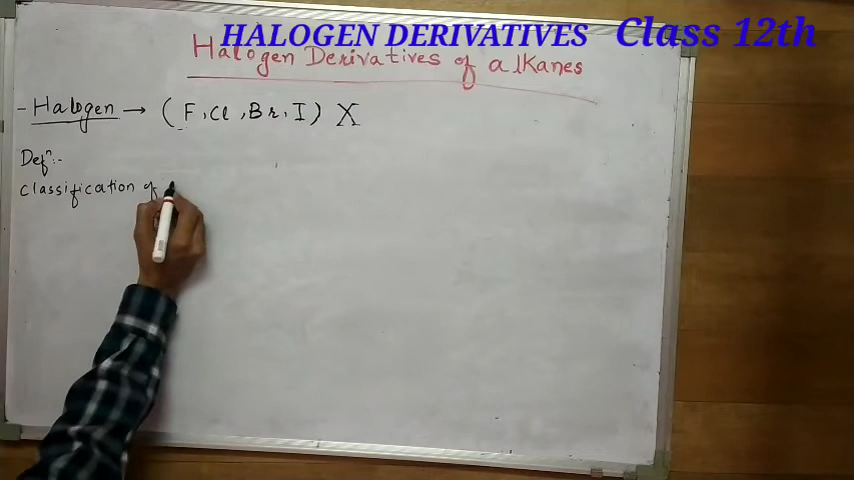 HALOGEN DERIVATIVES Class 12th
Halogen Derivatives of alkanes
- Halogen → (F, Cl, Br, I) X
Defⁿ:-
Classification of